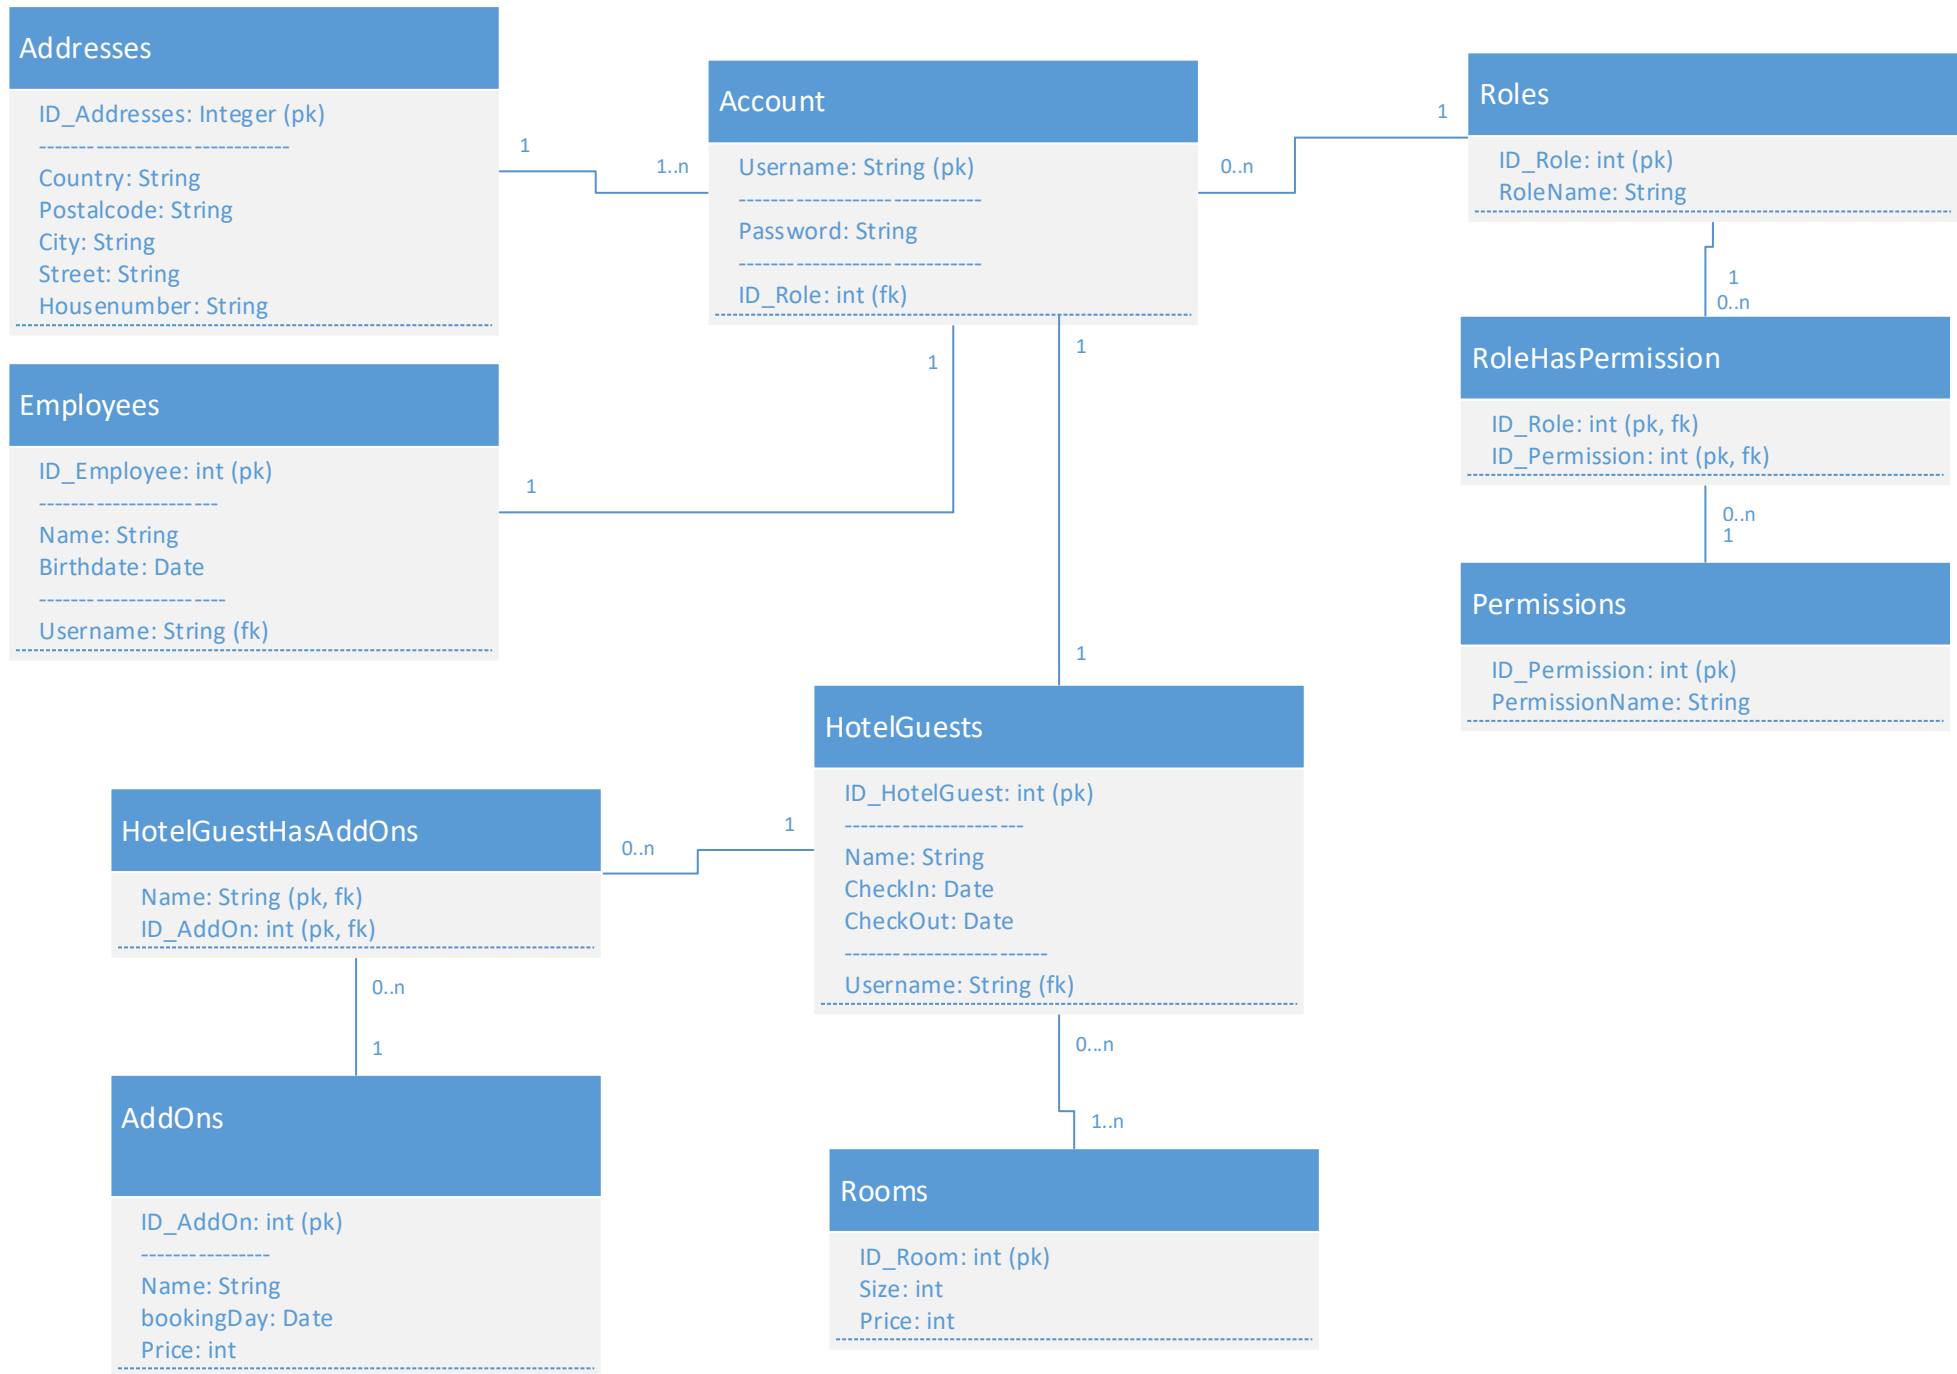 Addresses
ID_Addresses: Integer (pk)
-------------------------------
Country: String
Postalcode: String
City: String
Street: String
Housenumber: String
1
1..n
Account
Username: String (pk)
------------------------------
Password: String
------------------------------
ID_Role: int (fk)
0..n
1
Roles
ID_Role: int (pk)
RoleName: String
1
0..n
RoleHasPermission
ID_Role: int (pk, fk)
ID_Permission: int (pk, fk)
0..n
1
Permissions
ID_Permission: int (pk)
PermissionName: String
Employees
ID_Employee: int (pk)
----------------------
Name: String
Birthdate: Date
-----------------------
Username: String (fk)
1
1
1
1
HotelGuests
ID_HotelGuest: int (pk)
----------------------
Name: String
CheckIn: Date
CheckOut: Date
-------------------------
Username: String (fk)
HotelGuestHasAddOns
Name: String (pk, fk)
ID_AddOn: int (pk, fk)
0..n
1
0..n
1
AddOns
ID_AddOn: int (pk)
----------------
Name: String
bookingDay: Date
Price: int
0...n
1..n
Rooms
ID_Room: int (pk)
Size: int
Price: int